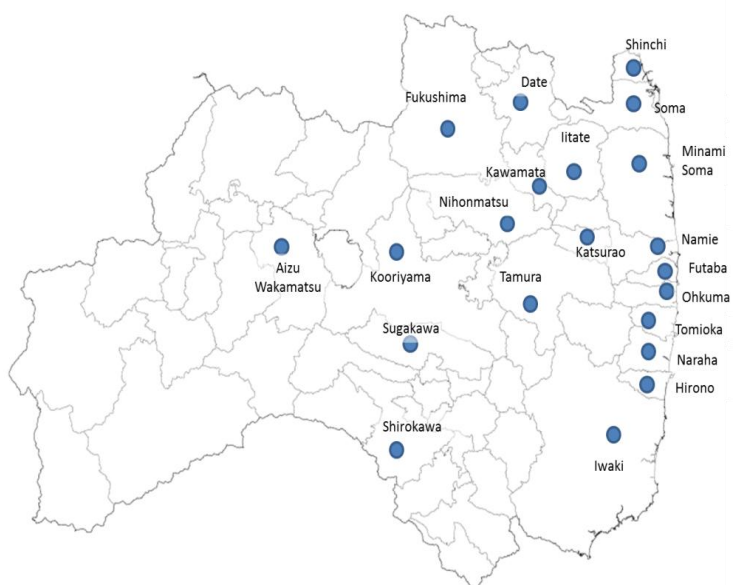 Shinchi
Date
Fukushima
Soma
Iitate
Minami
Soma
Kawamata
Nihonmatsu
Namie
Katsurao
Futaba
Aizu
Wakamatsu
Kooriyama
Tamura
Ohkuma
Tomioka
Sugakawa
Naraha
Hirono
Shirokawa
Iwaki